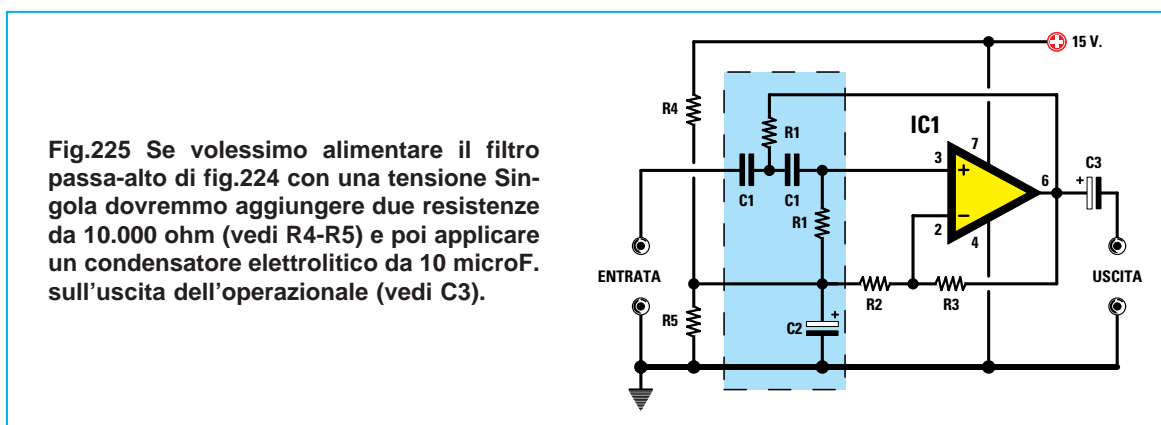 Fig.225 Se volessimo alimentare il filtro
passa-alto di fig.224 con una tensione Sin-
gola dovremmo aggiungere due resistenze
da 10.000 ohm (vedi R4-R5) e poi applicare
un condensatore elettrolitico da 10 microF.
sull'uscita dell'operazionale (vedi C3).
15 V.
R4
R1
IC1
7
3
+
C3
+
6
C1
C1
R1
−
2
4
ENTRATA
USCITA
R2
R3
R5
C2
+